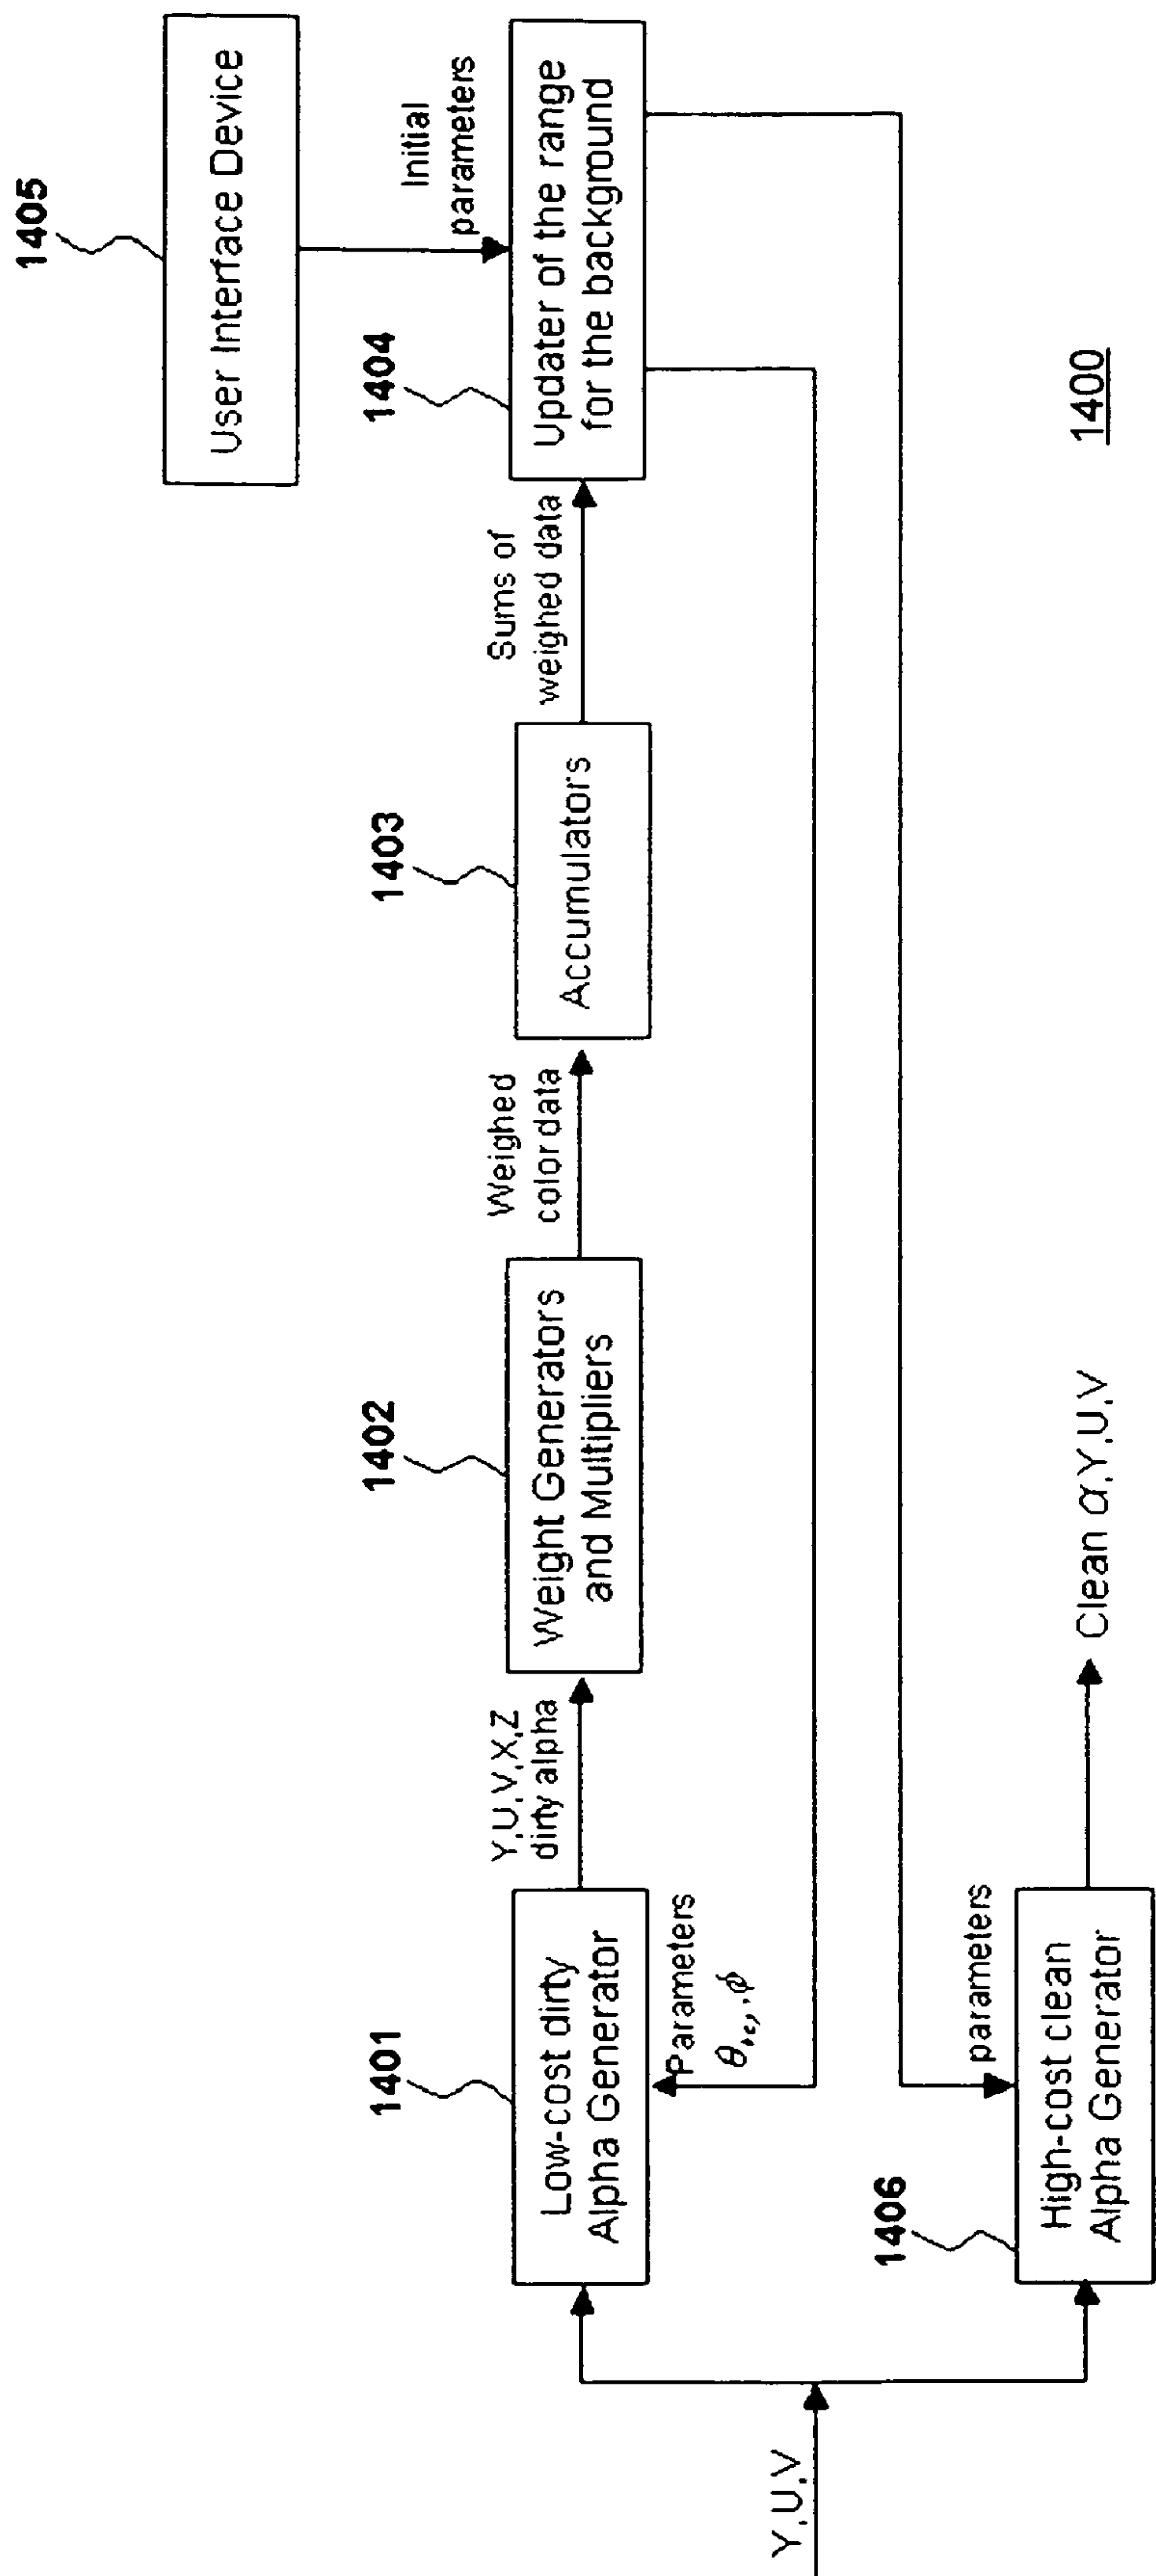 1405
User Interface Device
Initial
parameters
1404
Updater of the range
for the background
Sums of
weighed data
1403
Accumulators
Weighed
color data
1402
Weight Generators
and Multipliers
Y,U,V,X,Z
dirty alpha
1401
Low-cost dirty
Alpha Generator
Parameters
Y,U,V
1406
High-cost clean
Alpha Generator
parameters
Clean α,Y,U,V
1400